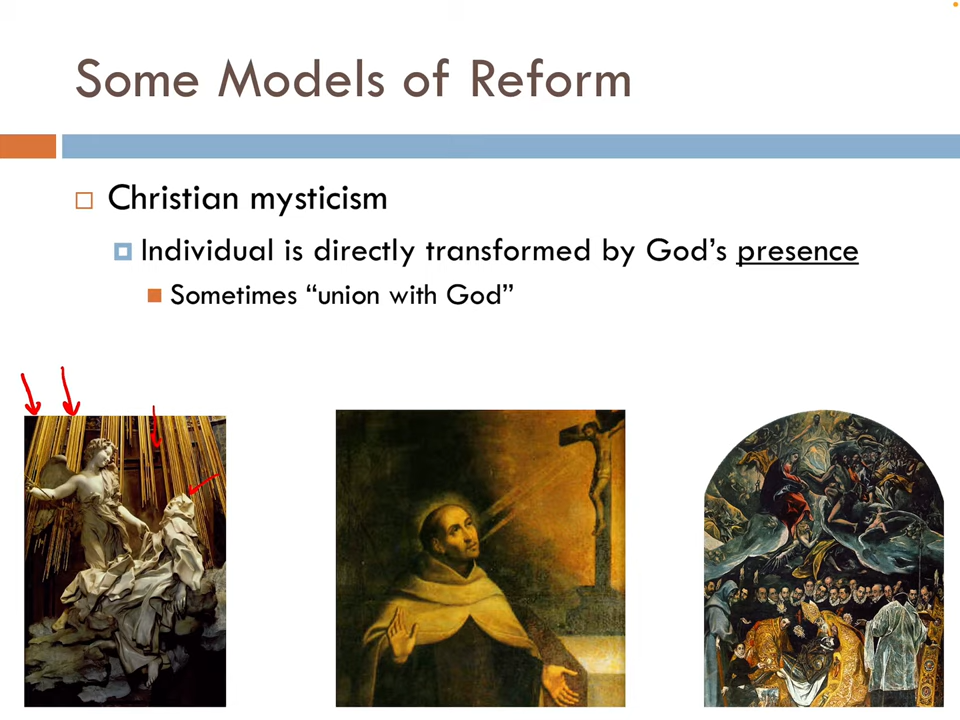 Some Models of Reform
Christian mysticism
Individual is directly transformed by God’s presence
Sometimes “union with God”